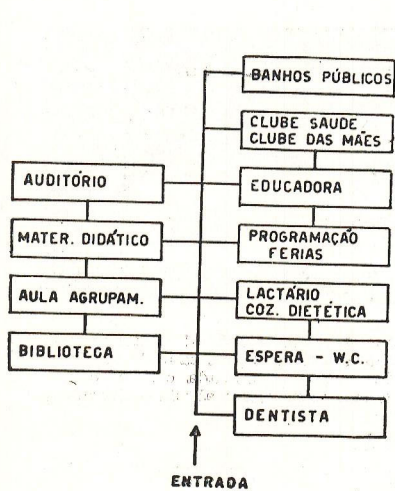 BANHOS PÚBLICOS
CLUBE SAUDE
CLUBE DAS MÃES
AUDITÓRIO
EDUCADORA
MATER. DIDÁTICO
PROGRAMAÇÃO
FERIAS
AULA AGRUPAM.
LACTÁRIO
COZ. DIETÉTICA
BIBLIOTECA
ESPERA - W.C.
DENTISTA
ENTRADA